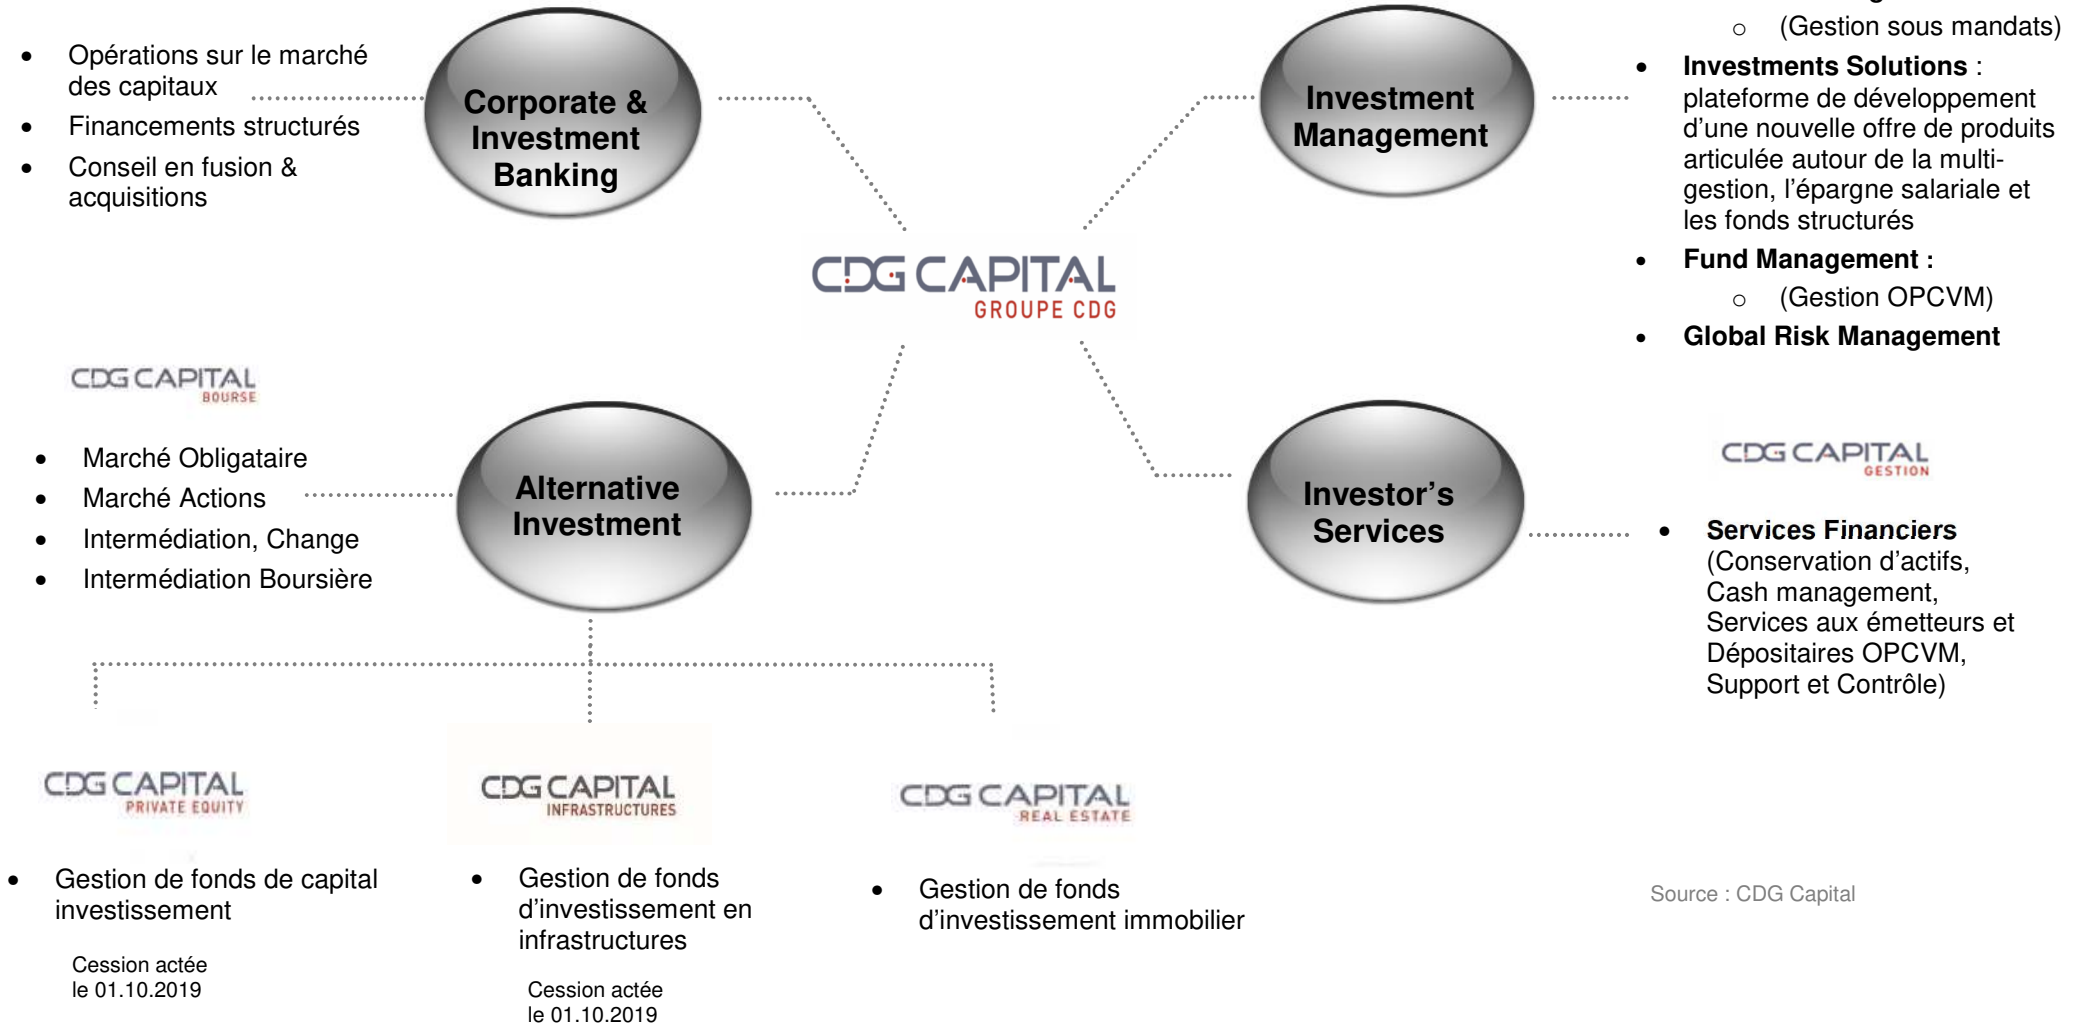 • Opérations sur le marché
des capitaux
• Financements structurés
• Conseil en fusion &
acquisitions
Corporate &
Investment
Banking
Investment
Management
o (Gestion sous mandats)
• Investments Solutions :
plateforme de développement
d’une nouvelle offre de produits
articulée autour de la multi-
gestion, l’épargne salariale et
les fonds structurés
• Fund Management :
o (Gestion OPCVM)
• Global Risk Management
CDG CAPITAL
GROUPE CDG
CDG CAPITAL
BOURSE
• Marché Obligataire
• Marché Actions
• Intermédiation, Change
• Intermédiation Boursière
Alternative
Investment
Investor’s
Services
CDG CAPITAL
GESTION
• Services Financiers
(Conservation d’actifs,
Cash management,
Services aux émetteurs et
Dépositaires OPCVM,
Support et Contrôle)
CDG CAPITAL
PRIVATE EQUITY
• Gestion de fonds de capital
investissement
Cession actée
le 01.10.2019
CDG CAPITAL
INFRASTRUCTURES
• Gestion de fonds
d’investissement en
infrastructures
Cession actée
le 01.10.2019
CDG CAPITAL
REAL ESTATE
• Gestion de fonds
d’investissement immobilier
Source : CDG Capital